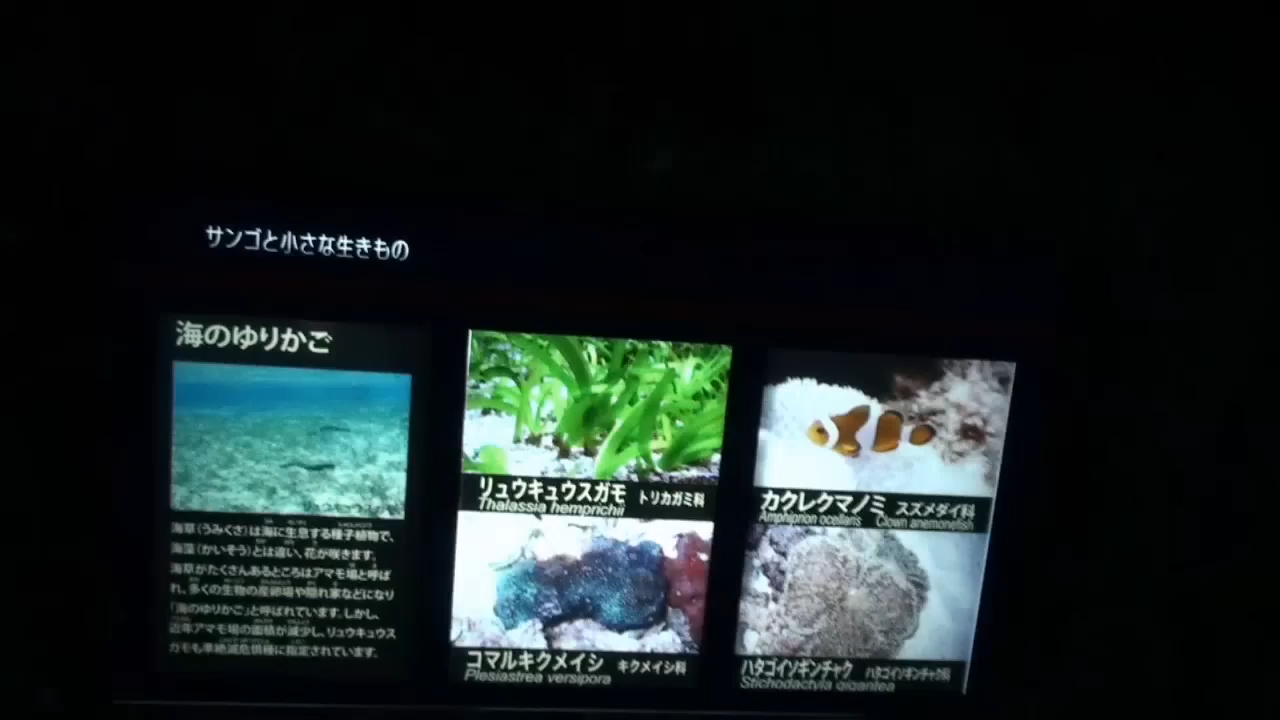 サンゴと小さな生きもの
海のゆりかご
海草（うみくさ）は海に生息する種子植物で、
海藻（かいそう）とは違い、花が咲きます。
海草がたくさんあるところはアマモ場と呼ば
れ、多くの生物の産卵場や隠れ家などになり
「海のゆりかご」と呼ばれています。しかし、
近年アマモ場の面積が減少し、リュウキュウス
ガモも準絶滅危惧種に指定されています。
リュウキュウスガモ トリカガミ科
Thalassia hemprichii
コマルキクメイシ キクメイシ科
Plesiastrea versipora
カクレクマノミ スズメダイ科
Amphiprion ocellaris Clown anemonefish
ハタゴイソギンチャク ハタゴイソギンチャク科
Stichodactyla gigantea